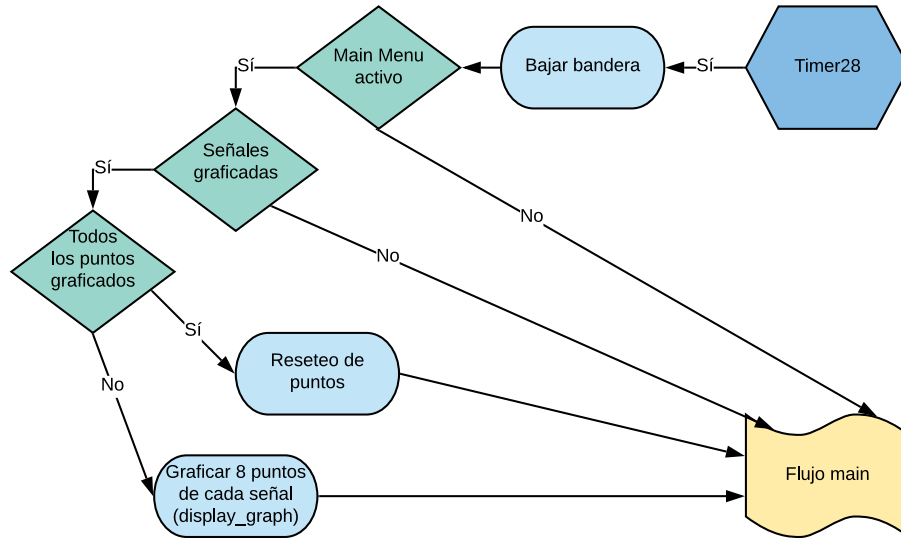 Main Menu
activo
Sí
Bajar bandera
Sí
Timer28
Señales
graficadas
Sí
Todos
los puntos
graficados
No
No
Sí
Reseteo de
puntos
No
Graficar 8 puntos
de cada señal
(display_graph)
Flujo main